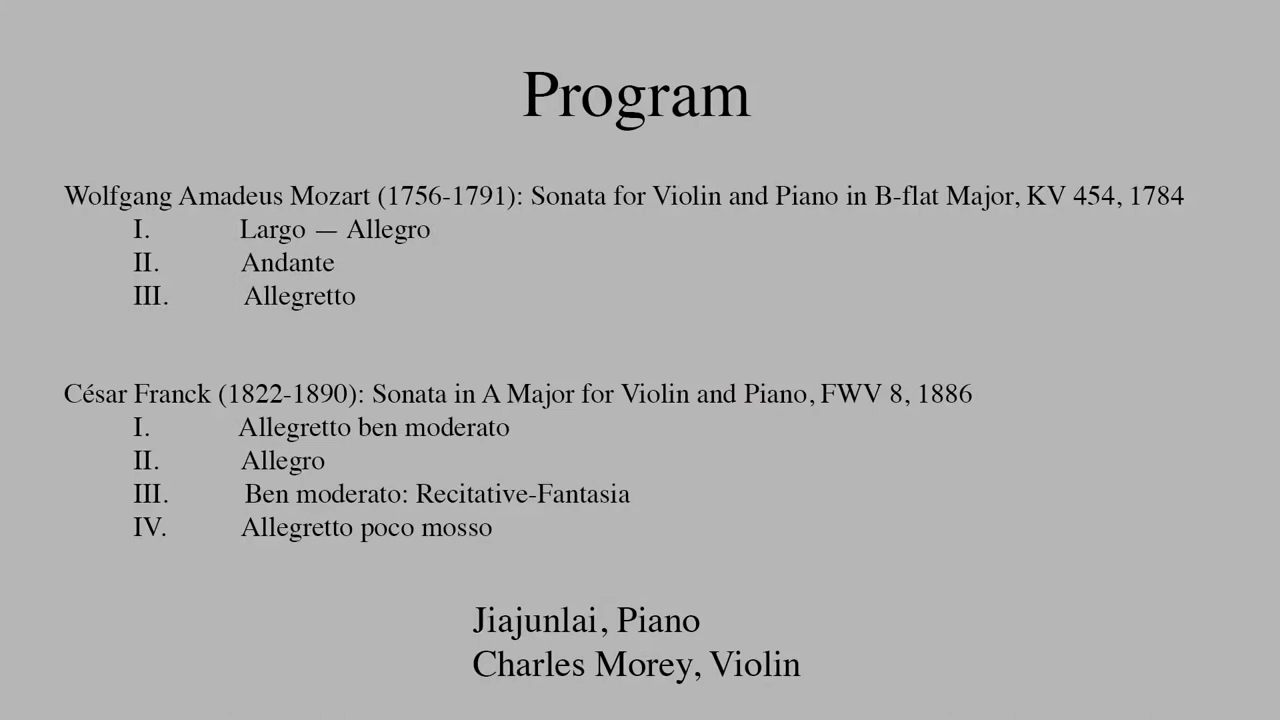 Program
Wolfgang Amadeus Mozart (1756-1791): Sonata for Violin and Piano in B-flat Major, KV 454, 1784
I. Largo — Allegro
II. Andante
III. Allegretto
César Franck (1822-1890): Sonata in A Major for Violin and Piano, FWV 8, 1886
I. Allegretto ben moderato
II. Allegro
III. Ben moderato: Recitative-Fantasia
IV. Allegretto poco mosso
Jiajunlai, Piano
Charles Morey, Violin